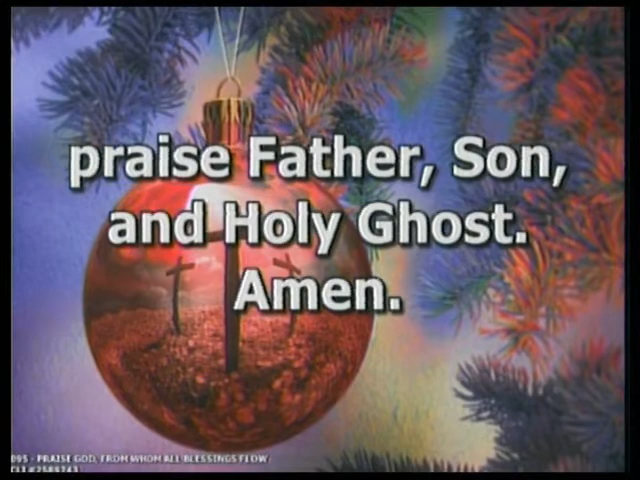 praise Father, Son,
and Holy Ghost.
Amen.
095 - PRAISE GOD, FROM WHOM ALL BLESSINGS FLOW